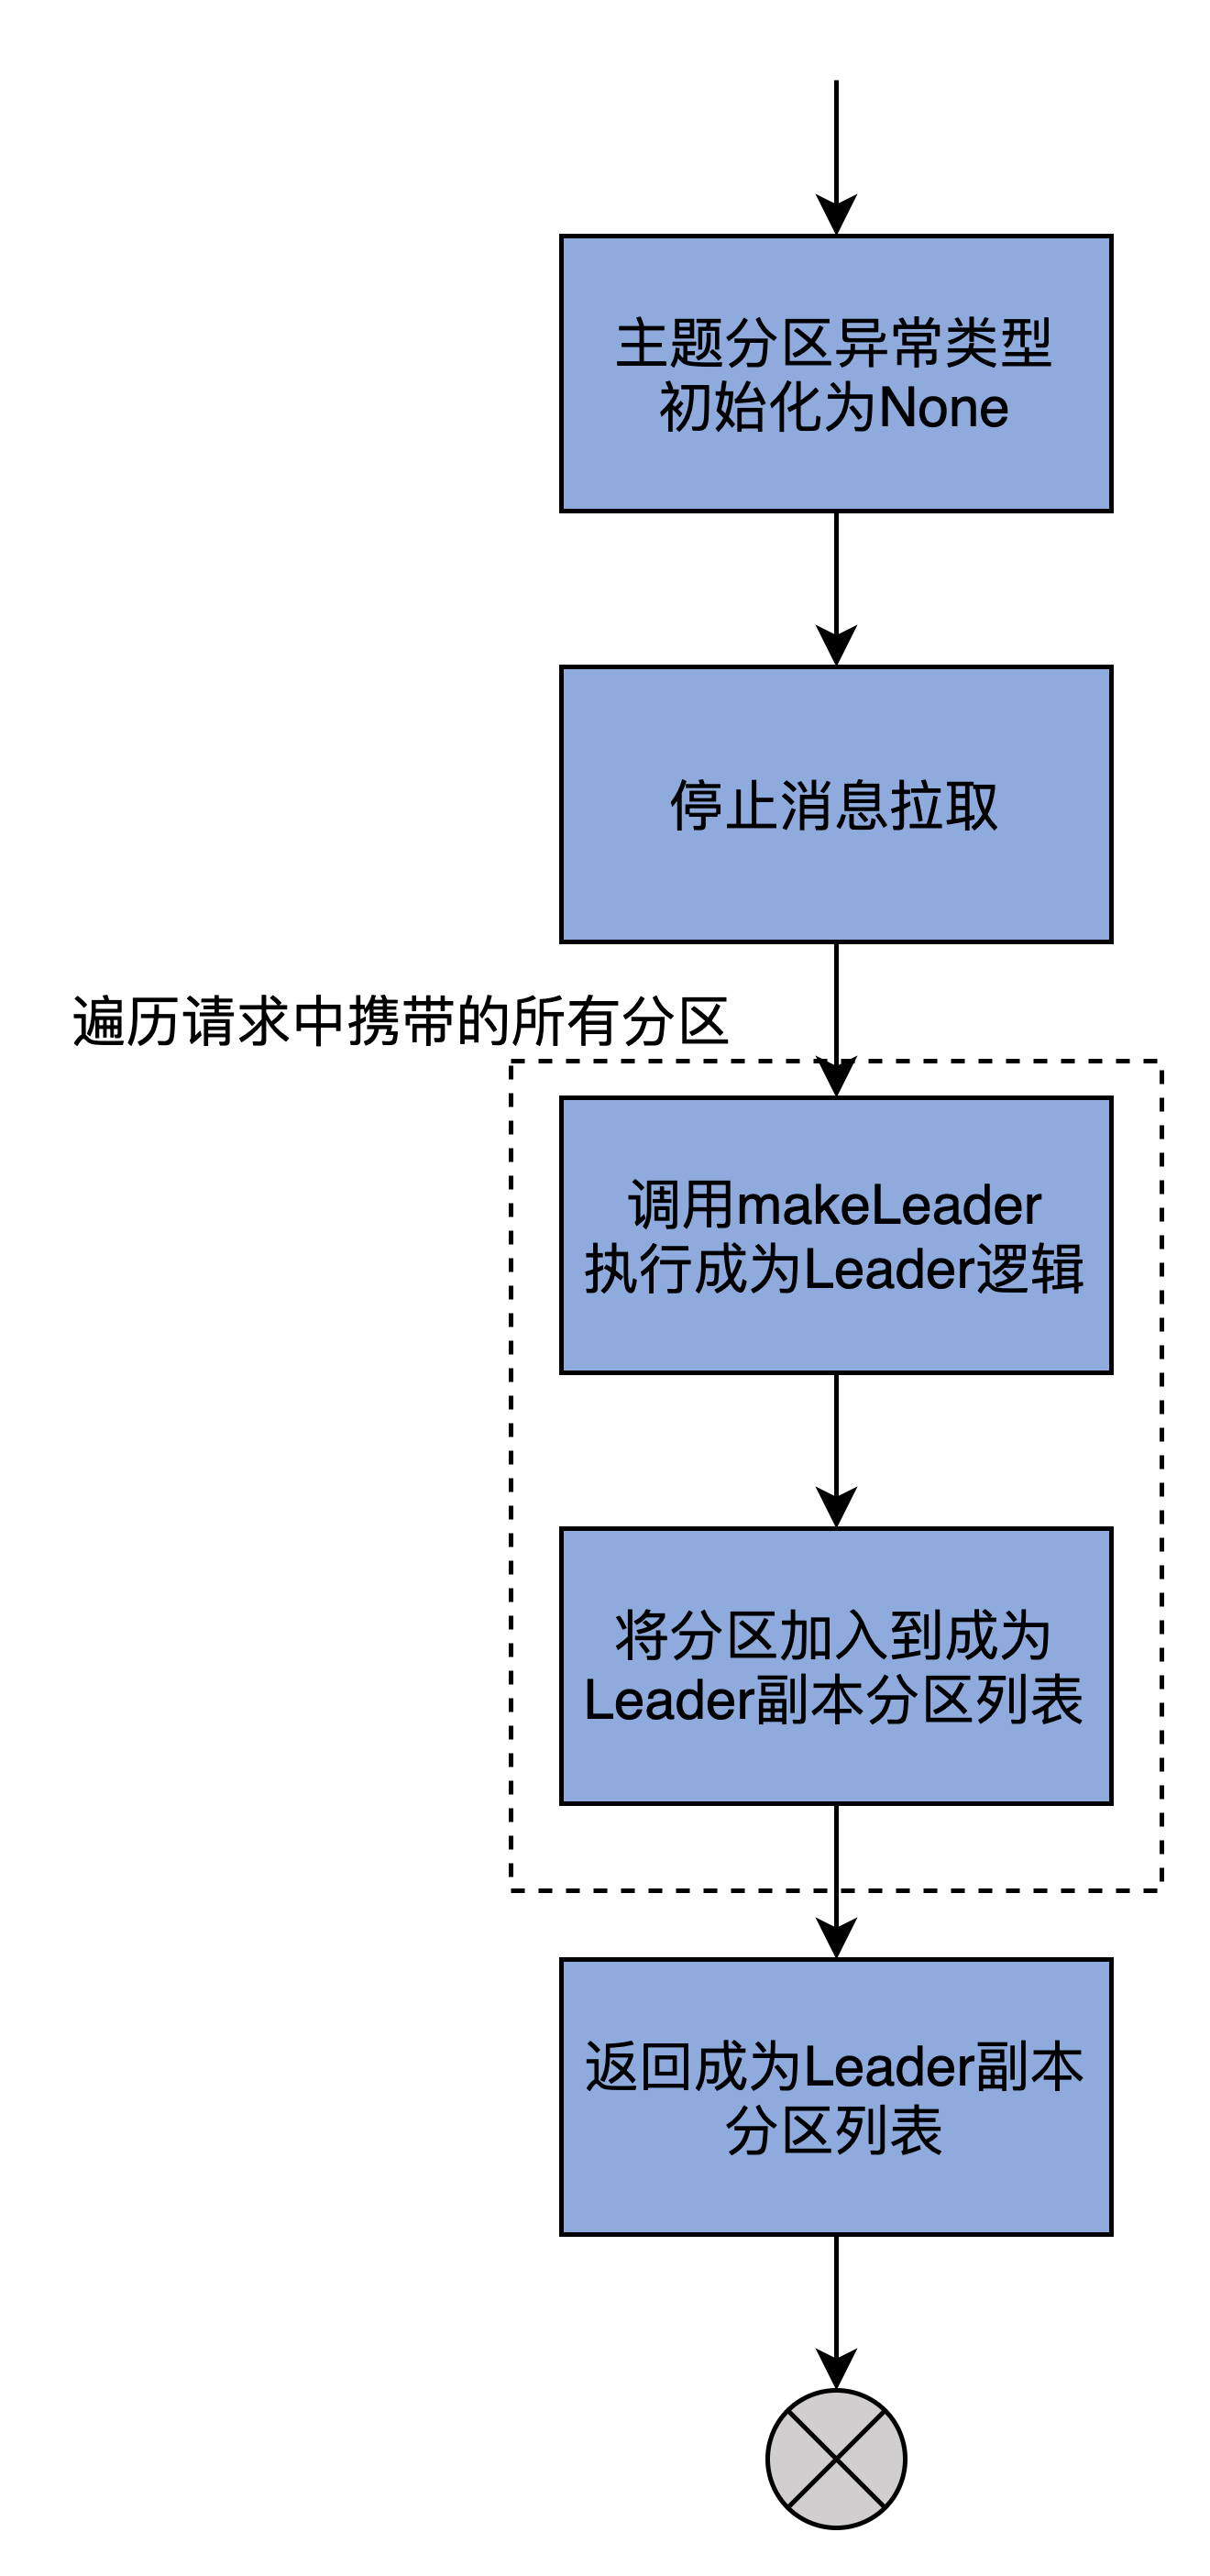 主题分区异常类型
初始化为None
停止消息拉取
遍历请求中携带的所有分区
调用makeLeader
执行成为Leader逻辑
将分区加入到成为
Leader副本分区列表
返回成为Leader副本
分区列表